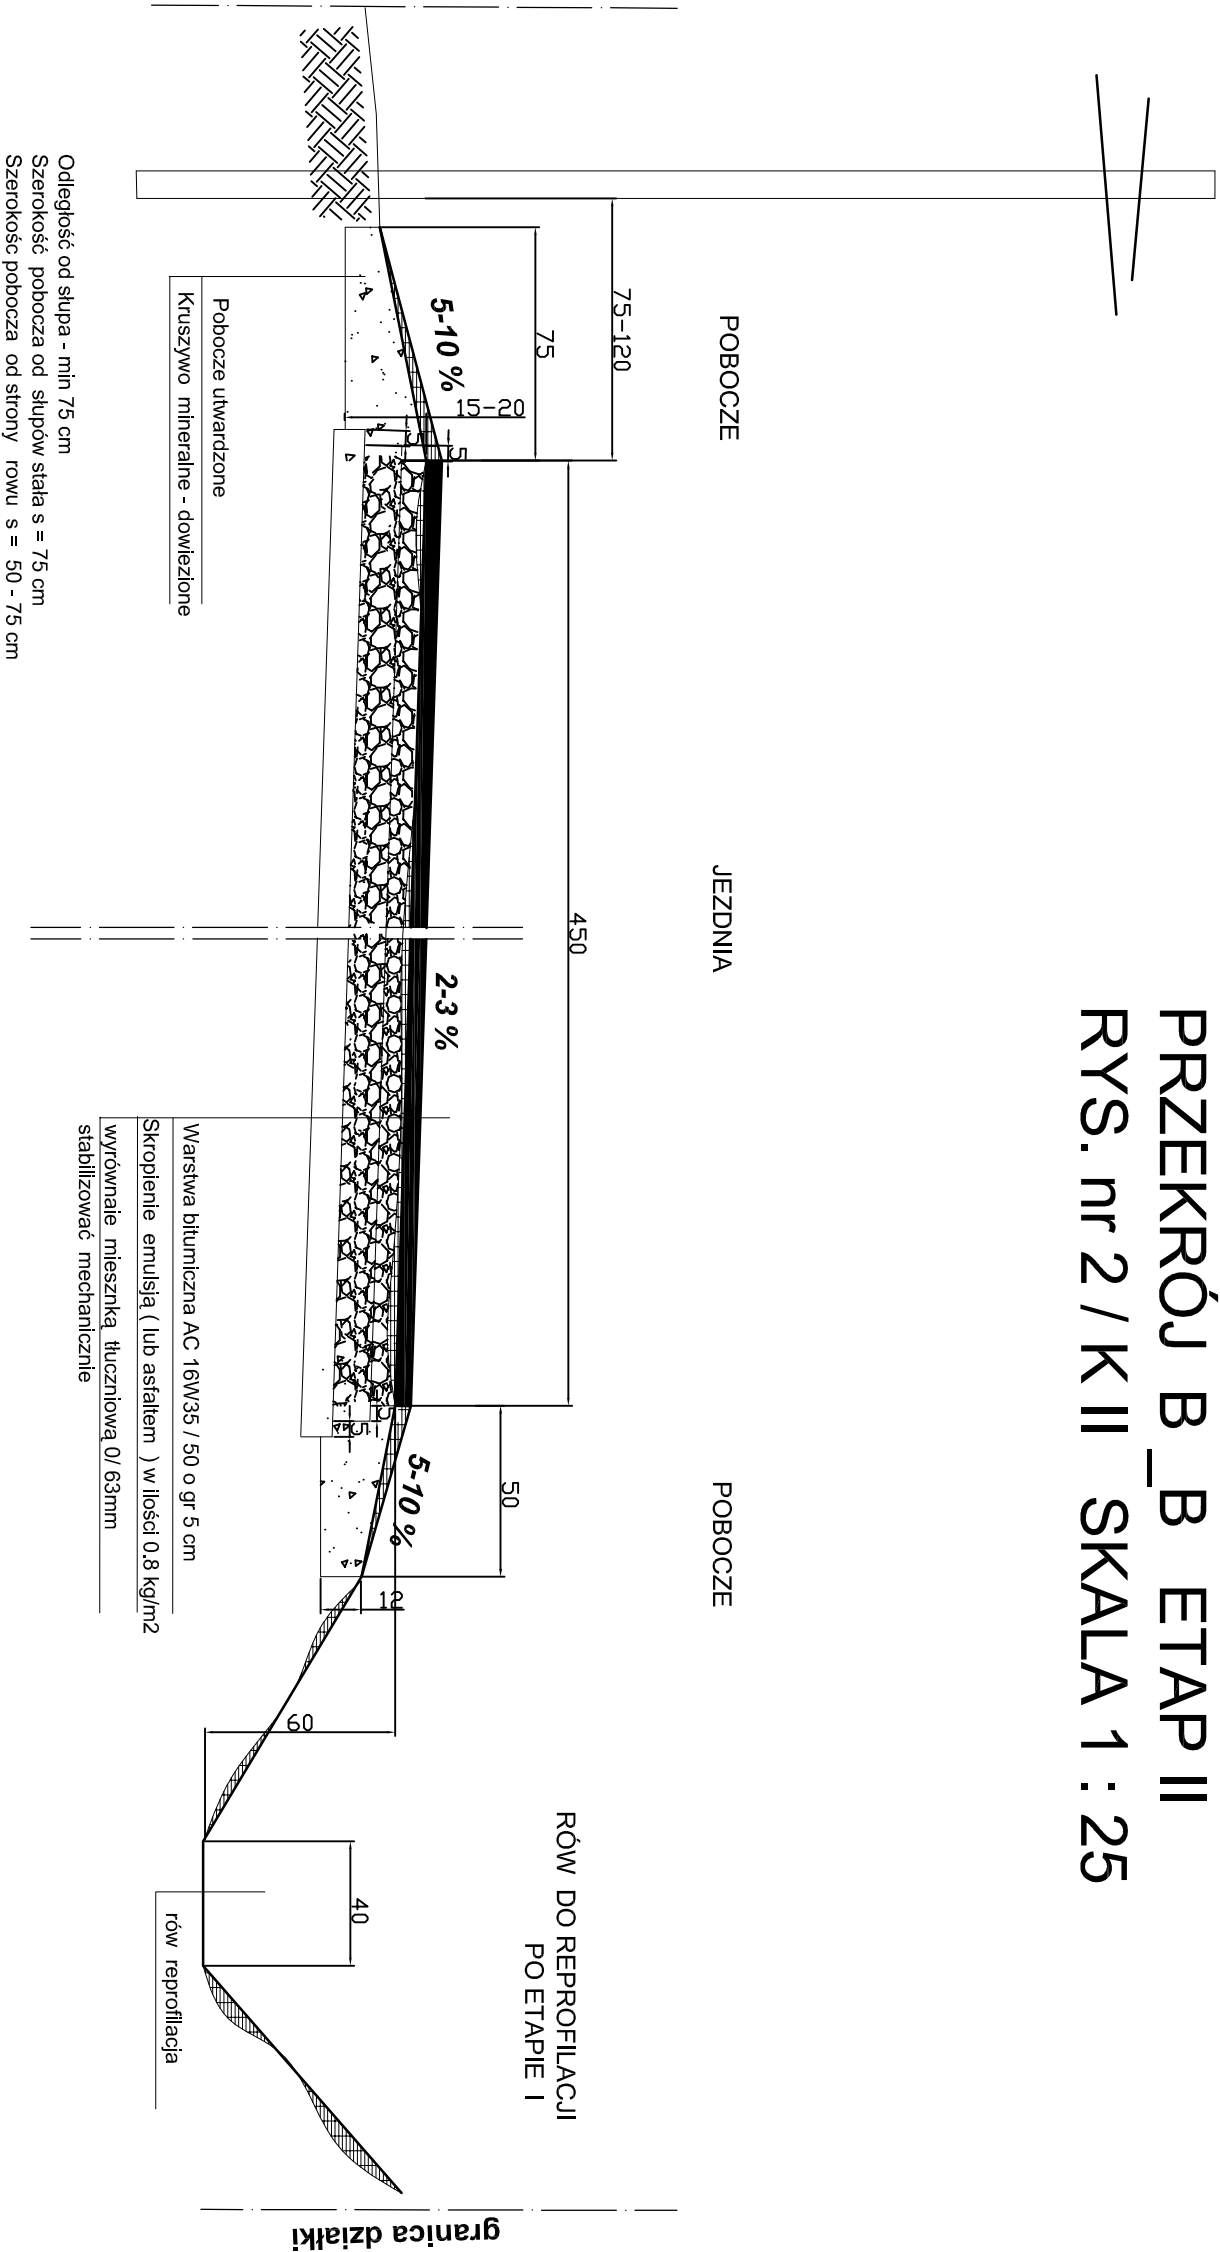 PRZEKRÓJ B_B ETAP II
RYS. nr 2 / K II SKALA 1 : 25
POBOCZE
JEZDNIA
POBOCZE
RÓW DO REPROFILACJI
PO ETAPIE I
75-120
75
450
50
5-10 %
15-20
5
5
2-3 %
5
5
5-10 %
12
60
40
granica działki
Pobocze utwardzone
Kruszywo mineralne - dowiezione
Warstwa bitumiczna AC 16W35 / 50 o gr 5 cm
Skropienie emulsją ( lub asfaltem ) w ilości 0.8 kg/m2
wyrównaie miesznką tłuczniową 0/ 63mm
stabilizować mechanicznie
rów reprofilacja
Odległość od słupa - min 75 cm
Szerokość pobocza od słupów stała s = 75 cm
Szerokośc pobocza od strony rowu s = 50 - 75 cm